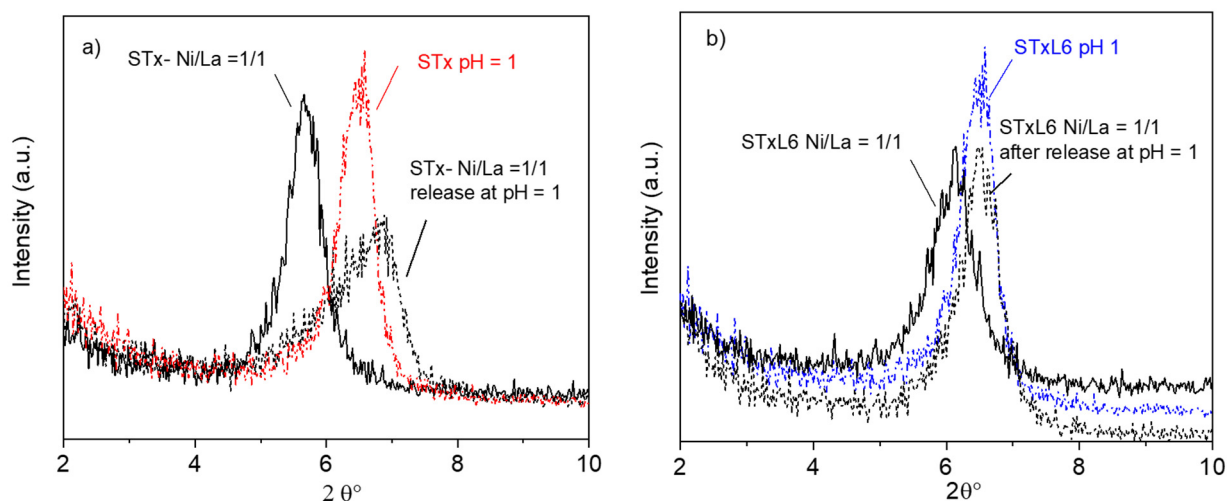 a)
STx- Ni/La =1/1
STx pH = 1
STx- Ni/La =1/1
release at pH = 1
Intensity (a.u.)
2 4 6 8 10
2 θ°
b)
STxL6 pH 1
STxL6 Ni/La = 1/1
STxL6 Ni/La = 1/1
after release at pH = 1
Intensity (a.u.)
2 4 6 8 10
2θ°